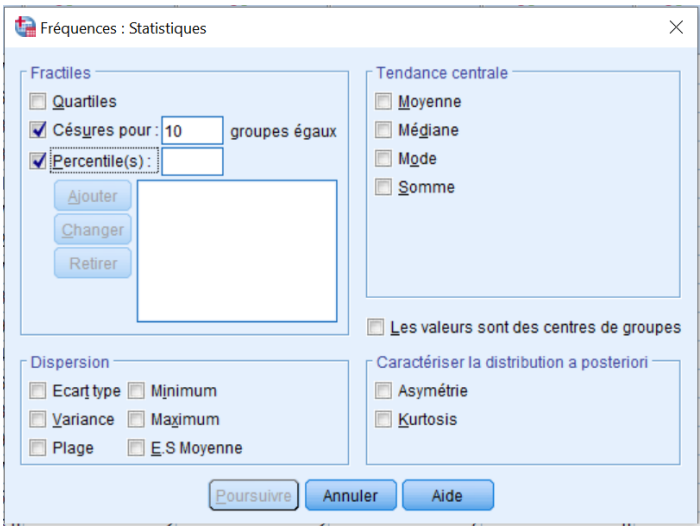 Fréquences : Statistiques
Fractiles
Quartiles
Césures pour : 10 groupes égaux
Percentile(s) :
Ajouter
Changer
Retirer
Tendance centrale
Moyenne
Médiane
Mode
Somme
Les valeurs sont des centres de groupes
Dispersion
Ecart type Minimum
Variance Maximum
Plage E.S Moyenne
Caractériser la distribution a posteriori
Asymétrie
Kurtosis
Poursuivre Annuler Aide